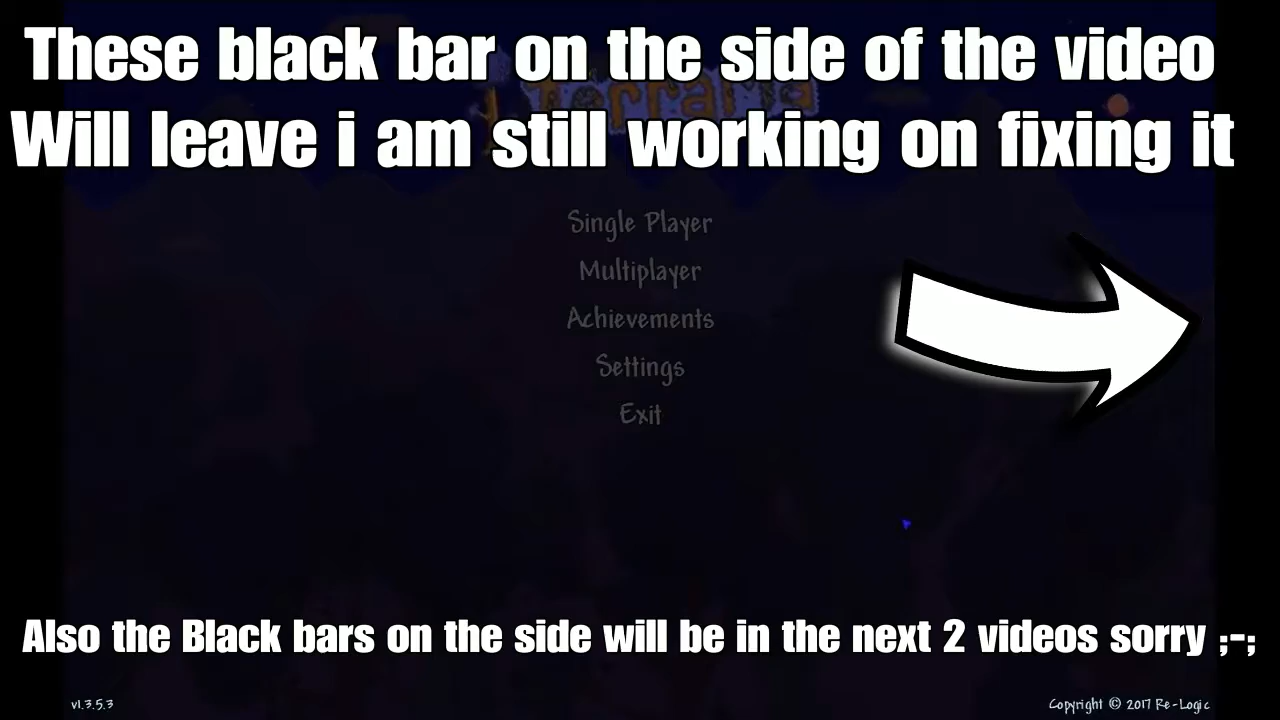 These black bar on the side of the video
Terraria
Will leave i am still working on fixing it
Single Player
Multiplayer
Achievements
Settings
Exit
Also the Black bars on the side will be in the next 2 videos sorry ;-;
v1.3.5.3
Copyright © 2017 Re-Logic